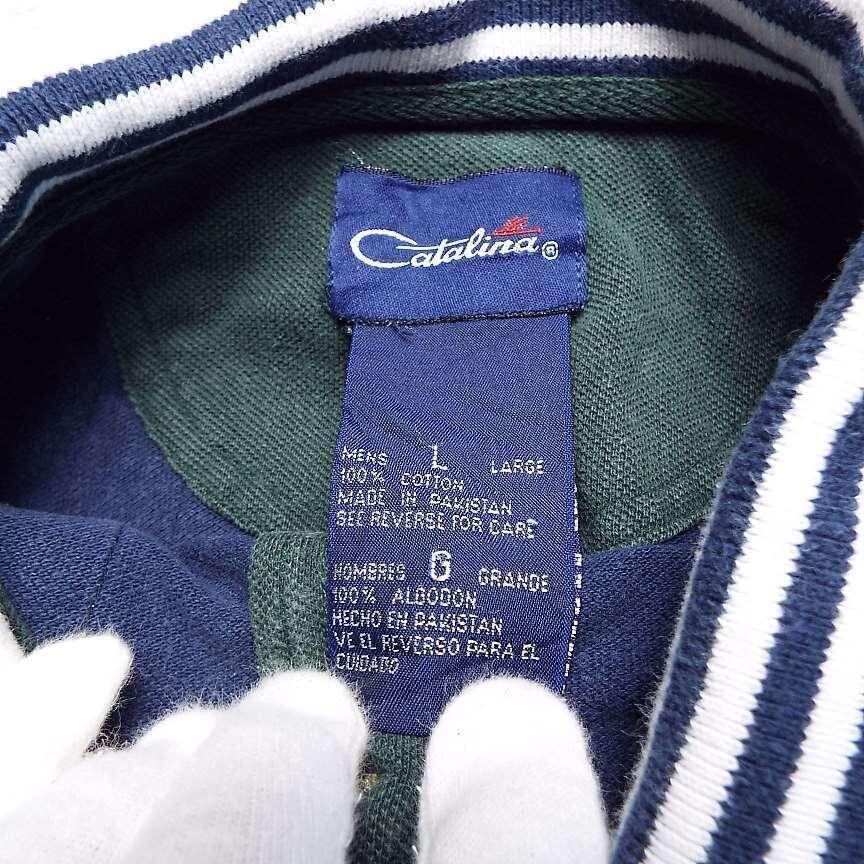 Catalina®
MENS L LARGE
100% COTTON
MADE IN PAKISTAN
SEE REVERSE FOR CARE
HOMBRES G GRANDE
100% ALGODON
HECHO EN PAKISTAN
VE EL REVERSO PARA EL
CUIDADO